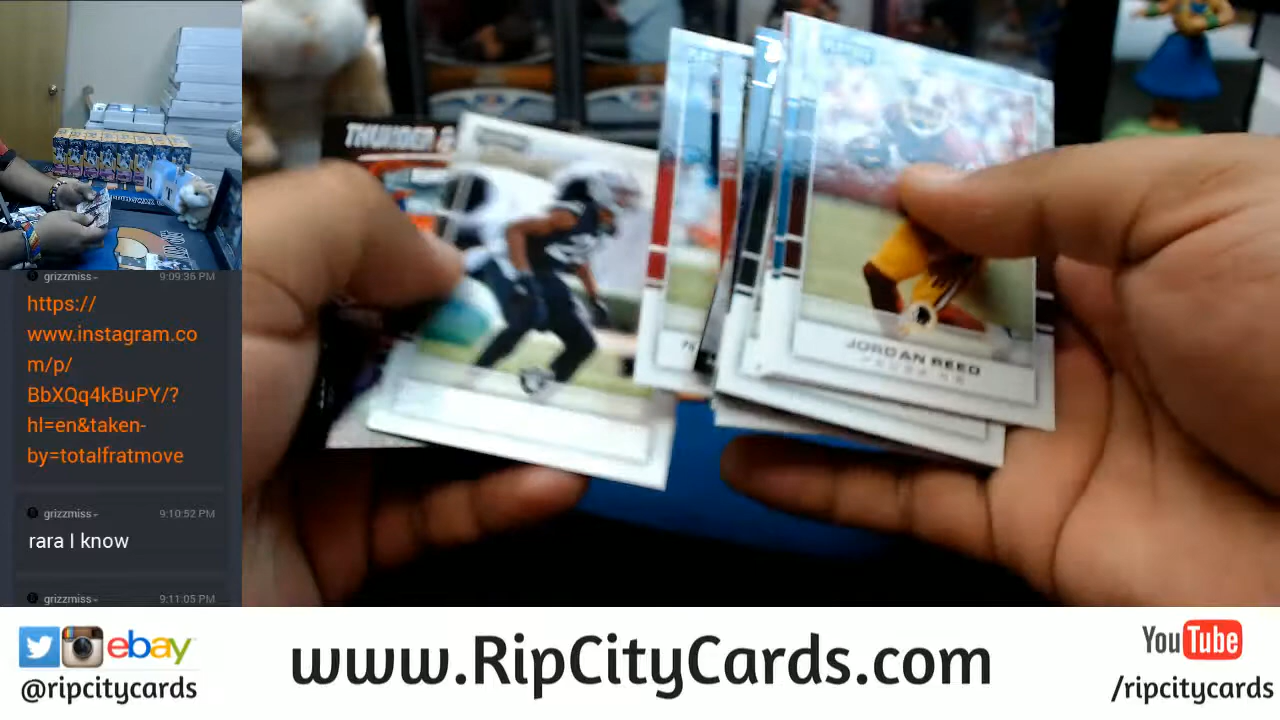 grizzmiss 9:09:36 PM
https://
www.instagram.co
m/p/
BbXQq4kBuPY/?
hl=en&taken-
by=totalfratmove
grizzmiss 9:10:52 PM
rara I know
grizzmiss 9:11:05 PM
THUNDER &
JORDAN REED
ebay
@ripcitycards
www.RipCityCards.com
YouTube
/ripcitycards